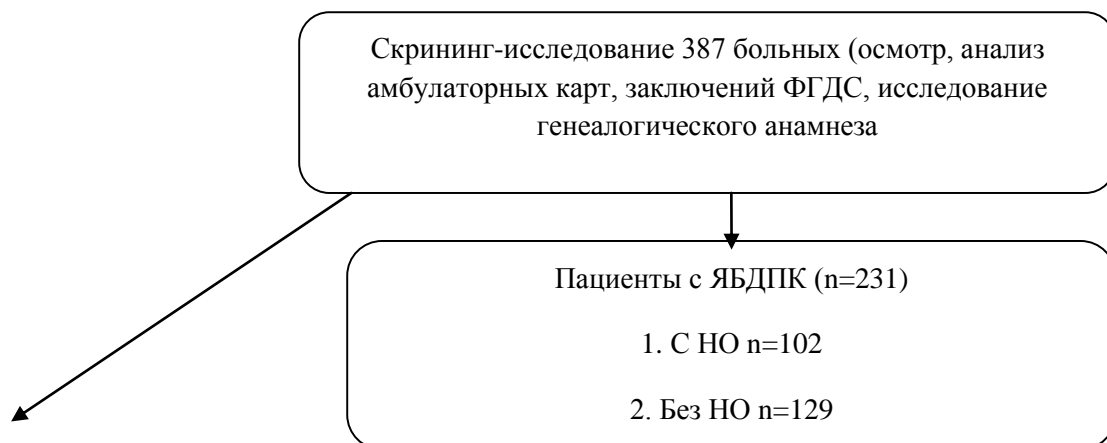 Скрининг-исследование 387 больных (осмотр, анализ
амбулаторных карт, заключений ФГДС, исследование
генеалогического анамнеза
Пациенты с ЯБДПК (n=231)
1. С НО n=102
2. Без НО n=129